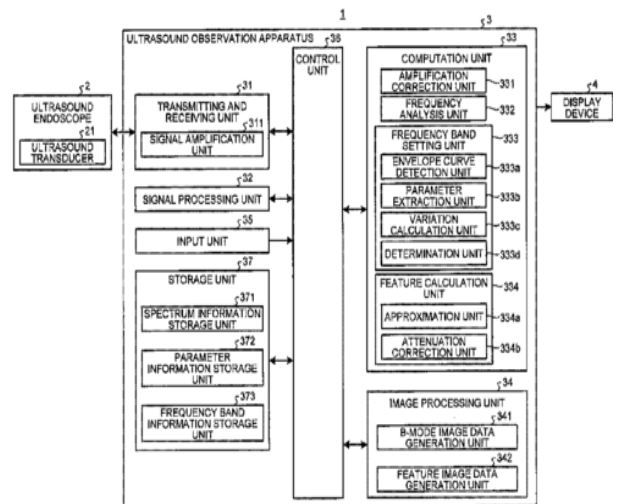 1
3
ULTRASOUND OBSERVATION APPARATUS
36
CONTROL
UNIT
33
COMPUTATION UNIT
AMPLIFICATION
CORRECTION UNIT
331
FREQUENCY
ANALYSIS UNIT
332
FREQUENCY BAND
SETTING UNIT
353
ENVELOPE CURVE
DETECTION UNIT
333a
PARAMETER
EXTRACTION UNIT
333b
VARIATION
CALCULATION UNIT
333c
DETERMINATION UNIT
333d
FEATURE CALCULATION
UNIT
334
APPROXIMATION UNIT
334a
ATTENUATION
CORRECTION UNIT
334b
2
ULTRASOUND
ENDOSCOPE
21
ULTRASOUND
TRANSDUCER
31
TRANSMITTING AND
RECEIVING UNIT
311
SIGNAL AMPLIFICATION
UNIT
4
DISPLAY
DEVICE
32
SIGNAL PROCESSING UNIT
35
INPUT UNIT
37
STORAGE UNIT
371
SPECTRUM INFORMATION
STORAGE UNIT
372
PARAMETER
INFORMATION STORAGE
UNIT
373
FREQUENCY BAND
INFORMATION STORAGE
UNIT
34
IMAGE PROCESSING UNIT
341
B-MODE IMAGE DATA
GENERATION UNIT
342
FEATURE IMAGE DATA
GENERATION UNIT